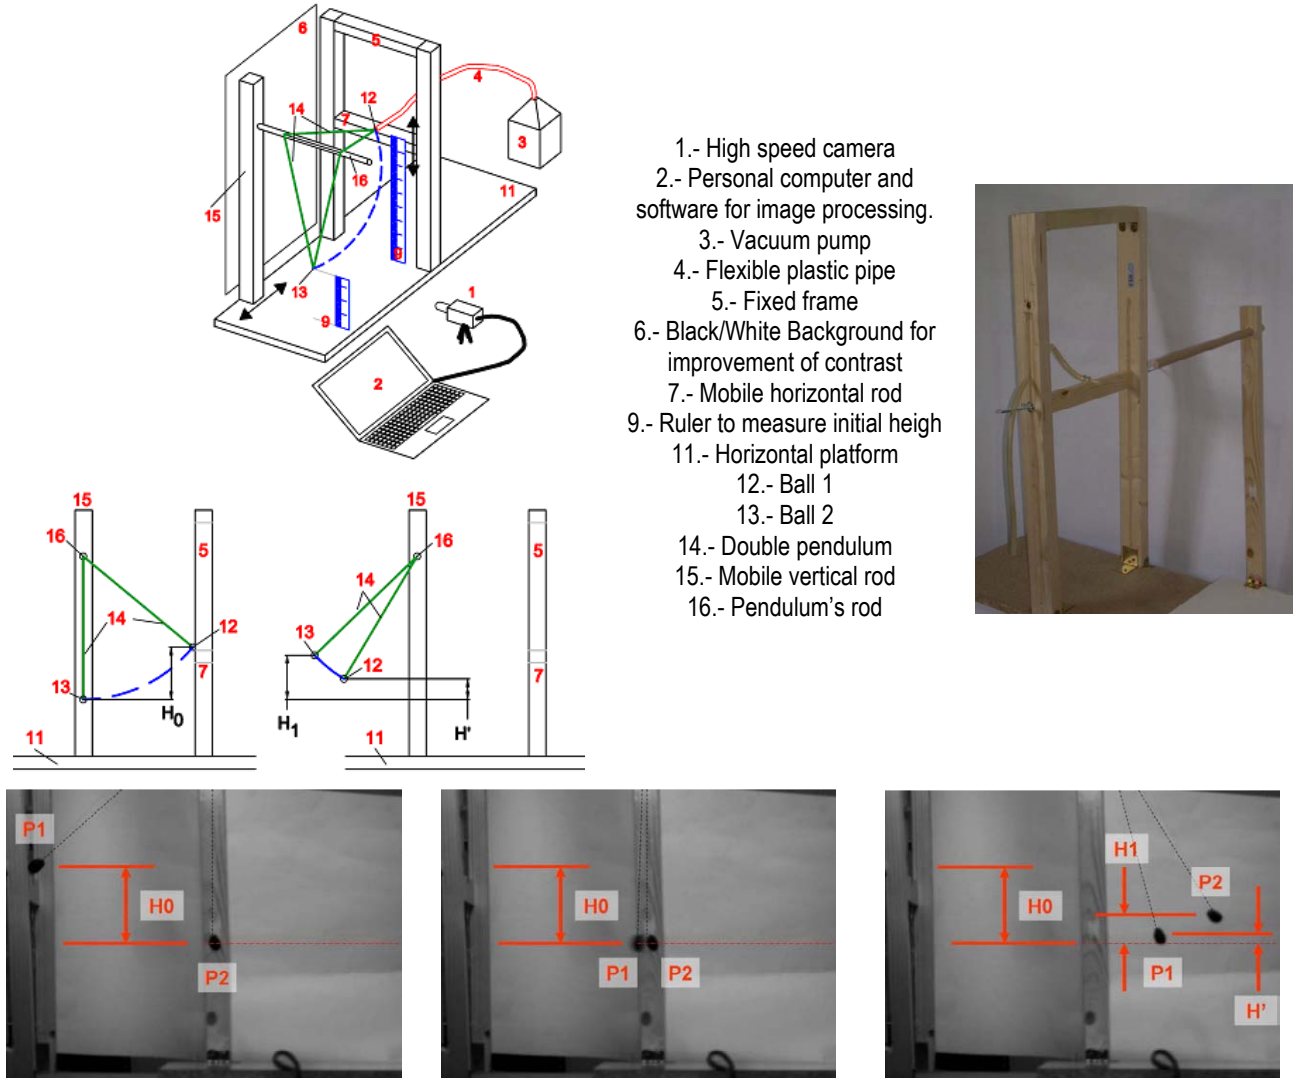 6
5
4
12
14
7
3
16
11
15
9
13
9
1
2
1.- High speed camera
2.- Personal computer and
software for image processing.
3.- Vacuum pump
4.- Flexible plastic pipe
5.- Fixed frame
6.- Black/White Background for
improvement of contrast
7.- Mobile horizontal rod
9.- Ruler to measure initial heigh
11.- Horizontal platform
12.- Ball 1
13.- Ball 2
14.- Double pendulum
15.- Mobile vertical rod
16.- Pendulum's rod
15
16
5
14
12
13
7
H0
11
15
16
5
14
13
12
7
H1
H'
11
P1
H0
P2
H0
P1
P2
H1
P2
H0
P1
H'